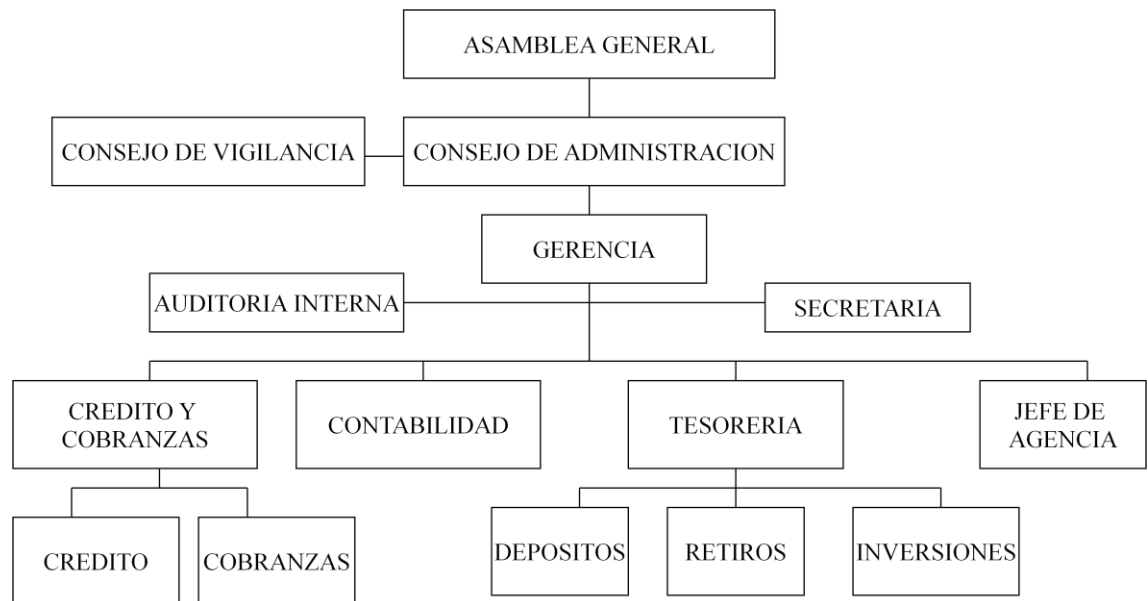 ASAMBLEA GENERAL
CONSEJO DE VIGILANCIA
CONSEJO DE ADMINISTRACION
GERENCIA
AUDITORIA INTERNA
SECRETARIA
CREDITO Y
COBRANZAS
CONTABILIDAD
TESORERIA
JEFE DE
AGENCIA
CREDITO
COBRANZAS
DEPOSITOS
RETIROS
INVERSIONES